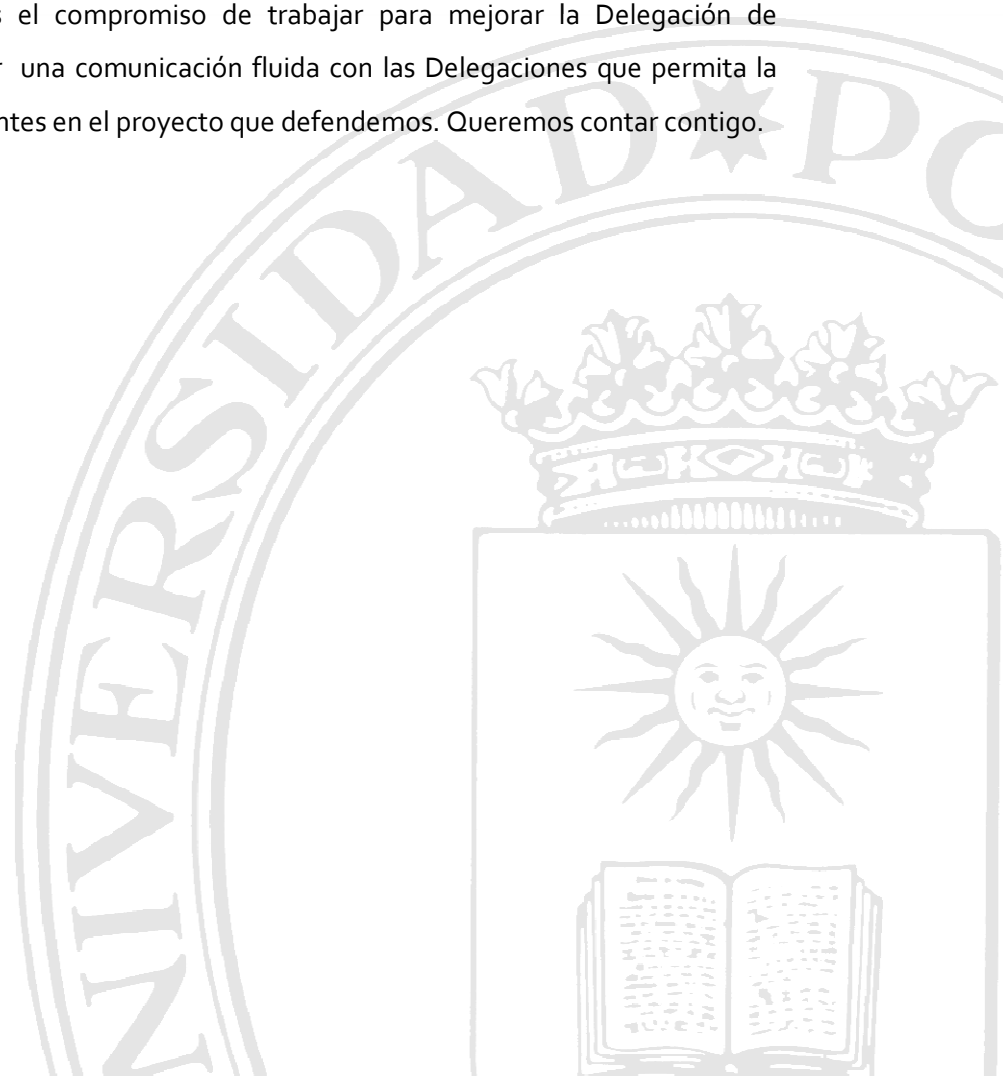 s el compromiso de trabajar para mejorar la Delegación de
r una comunicación fluida con las Delegaciones que permita la
ntes en el proyecto que defendemos. Queremos contar contigo.
NIVERSIDAD PO